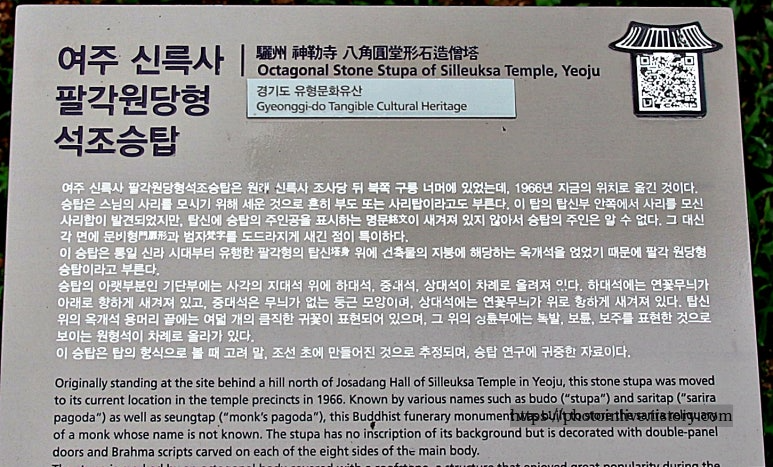 여주 신륵사
팔각원당형
석조승탑
驪州 神勒寺 八角圓堂形石造僧塔
Octagonal Stone Stupa of Silleuksa Temple, Yeoju
경기도 유형문화유산
Gyeonggi-do Tangible Cultural Heritage
여주 신륵사 팔각원당형석조승탑은 원래 신륵사 조사당 뒤 북쪽 구릉 너머에 있었는데, 1966년 지금의 위치로 옮긴 것이다.
승탑은 스님의 사리를 모시기 위해 세운 것으로 흔히 부도 또는 사리탑이라고도 부른다. 이 탑의 탑신부 안쪽에서 사리를 모신
사리함이 발견되었지만, 탑신에 승탑의 주인공을 표시하는 명문銘文이 새겨져 있지 않아서 승탑의 주인은 알 수 없다. 그 대신
각 면에 문비형門扉形과 범자梵字를 도드라지게 새긴 점이 특이하다.
이 승탑은 통일 신라 시대부터 유행한 팔각형의 탑신塔身 위에 건축물의 지붕에 해당하는 옥개석을 얹었기 때문에 팔각 원당형
승탑이라고 부른다.
승탑의 아랫부분인 기단부에는 사각의 지대석 위에 하대석, 중대석, 상대석이 차례로 올려져 있다. 하대석에는 연꽃무늬가
아래로 향하게 새겨져 있고, 중대석은 무늬가 없는 둥근 모양이며, 상대석에는 연꽃무늬가 위로 향하게 새겨져 있다. 탑신
위의 옥개석 용머리 끝에는 여덟 개의 큼직한 귀꽃이 표현되어 있으며, 그 위의 상륜부에는 노반, 보륜, 보주를 표현한 것으로
보이는 원형석이 차례로 올라가 있다.
이 승탑은 탑의 형식으로 볼 때 고려 말, 조선 초에 만들어진 것으로 추정되며, 승탑 연구에 귀중한 자료이다.
Originally standing at the site behind a hill north of Josadang Hall of Silleuksa Temple in Yeoju, this stone stupa was moved
to its current location in the temple precincts in 1966. Known by various names such as budo (“stupa”) and saritap (“sarira
pagoda”) as well as seungtap (“monk’s pagoda”), this Buddhist funerary monument was built to store the sarira reliquary
of a monk whose name is not known. The stupa has no inscription of its background but is decorated with double-panel
doors and Brahma scripts carved on each of the eight sides of the main body.
https://photolinlive.tistory.com